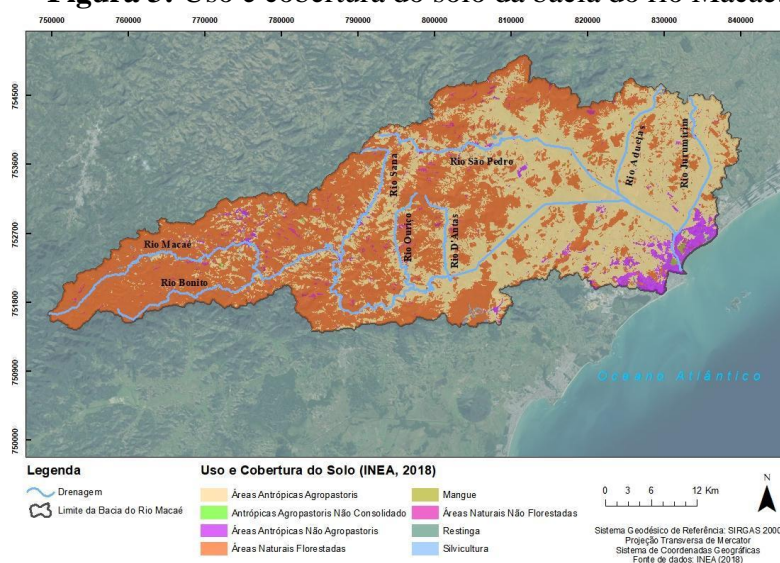 Figura 3: Uso e cobertura do solo da bacia do rio Macaé.
750000 760000 770000 780000 790000 800000 810000 820000 830000 840000
754500
753600
752700
751800
750900
750000
Rio Macaé
Rio Bonito
Rio Sana
Rio Ouriço
Rio D'Antas
Rio São Pedro
Rio Aduelas
Rio Jurumirim
Oceano Atlântico
Legenda
Drenagem
Limite da Bacia do Rio Macaé
Uso e Cobertura do Solo (INEA, 2018)
Áreas Antrópicas Agropastoris
Antrópicas Agropastoris Não Consolidado
Áreas Antrópicas Não Agropastoris
Áreas Naturais Florestadas
Mangue
Áreas Naturais Não Florestadas
Restinga
Silvicultura
0 3 6 12 Km
N
Sistema Geodésico de Referência: SIRGAS 2000
Projeção Transversa de Mercator
Sistema de Coordenadas Geográficas
Fonte de dados: INEA (2018)